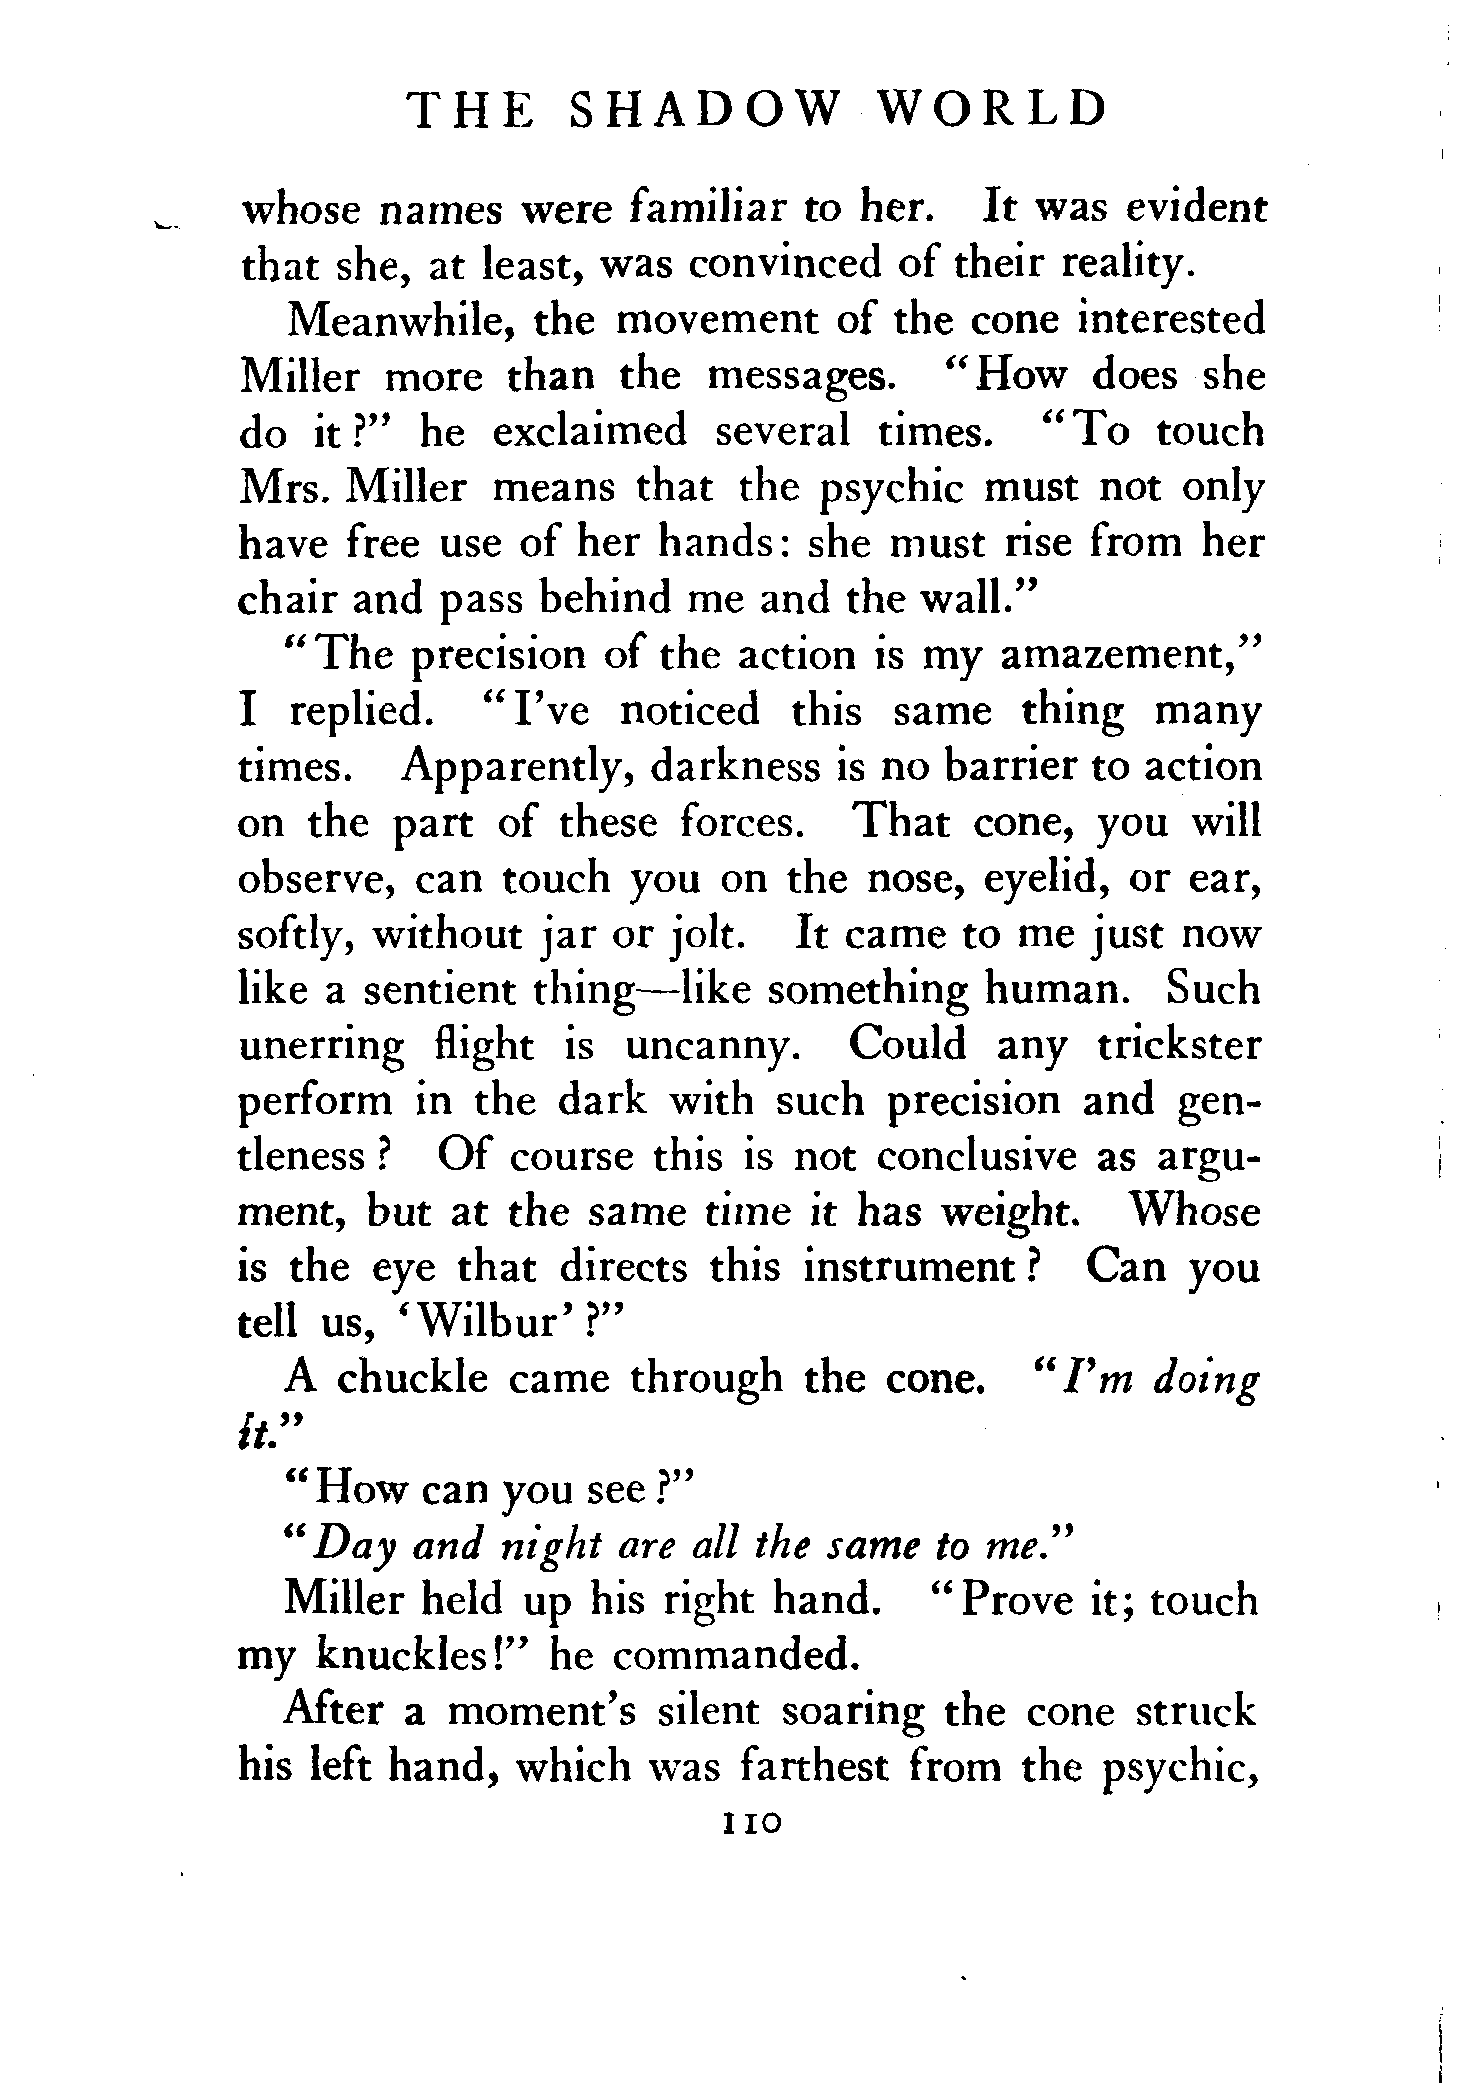 THE SHADOW WORLD
whose names were familiar to her. It was evident
that she, at least, was convinced of their reality.
Meanwhile, the movement of the cone interested
Miller more than the messages. "How does she
do it?" he exclaimed several times. "To touch
Mrs. Miller means that the psychic must not only
have free use of her hands: she must rise from her
chair and pass behind me and the wall."
"The precision of the action is my amazement,"
I replied. "I've noticed this same thing many
times. Apparently, darkness is no barrier to action
on the part of these forces. That cone, you will
observe, can touch you on the nose, eyelid, or ear,
softly, without jar or jolt. It came to me just now
like a sentient thing—like something human. Such
unerring flight is uncanny. Could any trickster
perform in the dark with such precision and gen-
tleness? Of course this is not conclusive as argu-
ment, but at the same time it has weight. Whose
is the eye that directs this instrument? Can you
tell us, 'Wilbur'?"
A chuckle came through the cone. "I'm doing
it."
"How can you see?"
"Day and night are all the same to me."
Miller held up his right hand. "Prove it; touch
my knuckles!" he commanded.
After a moment's silent soaring the cone struck
his left hand, which was farthest from the psychic,
110